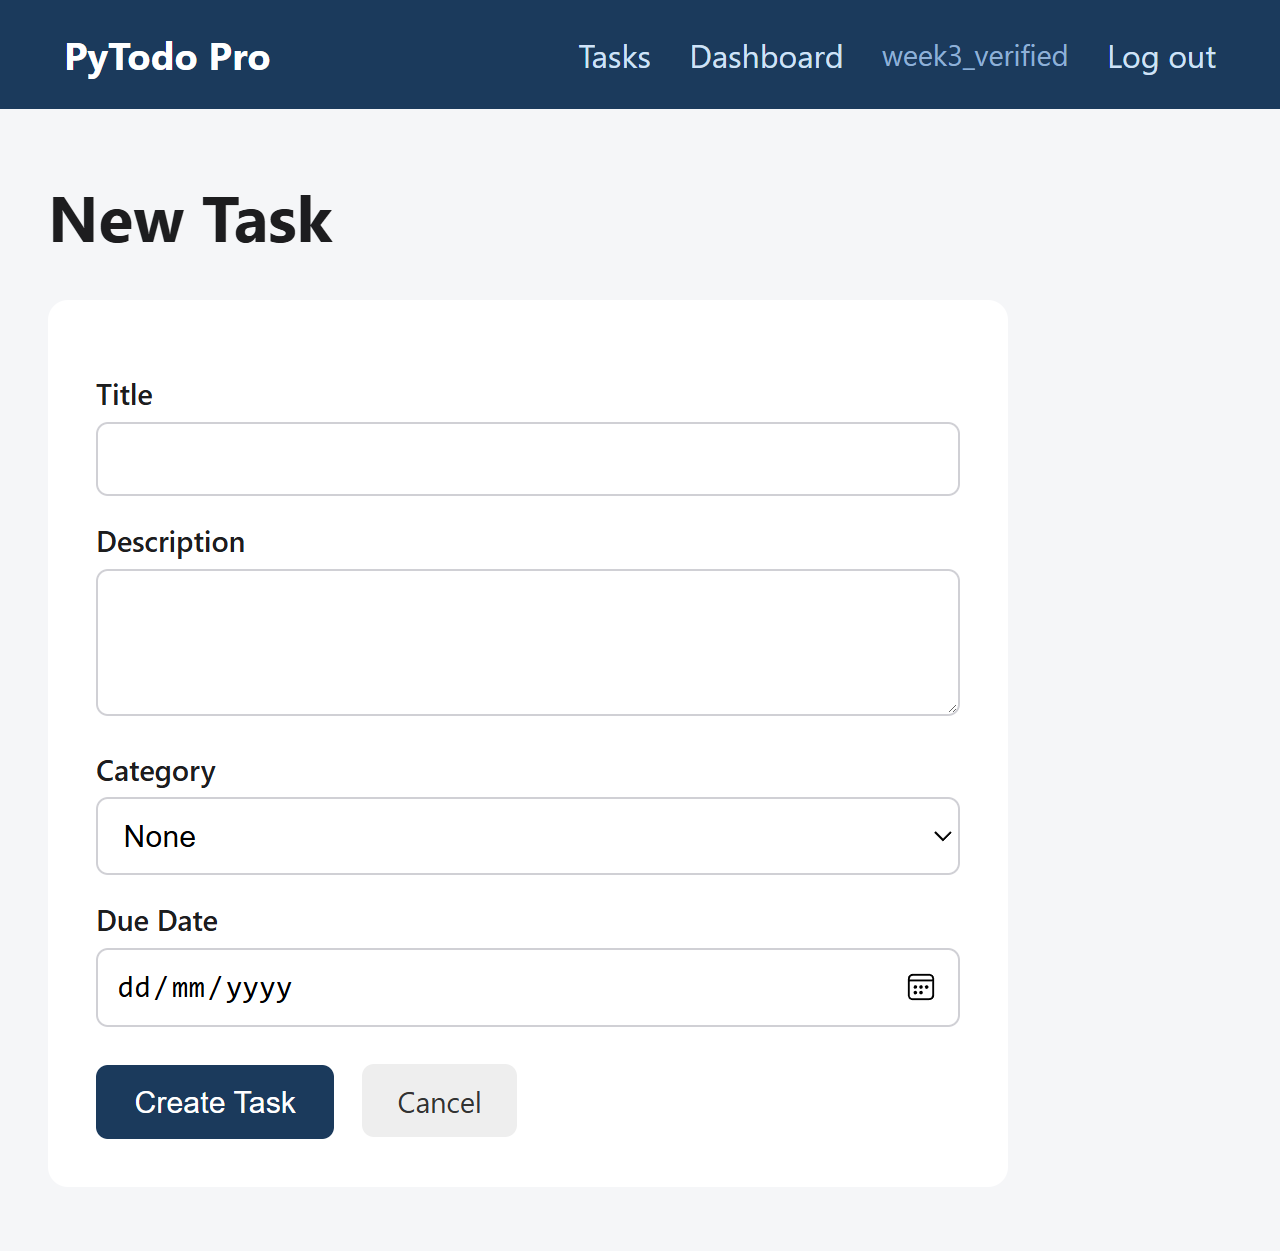 PyTodo Pro
Tasks Dashboard week3_verified Log out
New Task
Title
Description
Category
None
Due Date
dd/mm/yyyy
Create Task Cancel